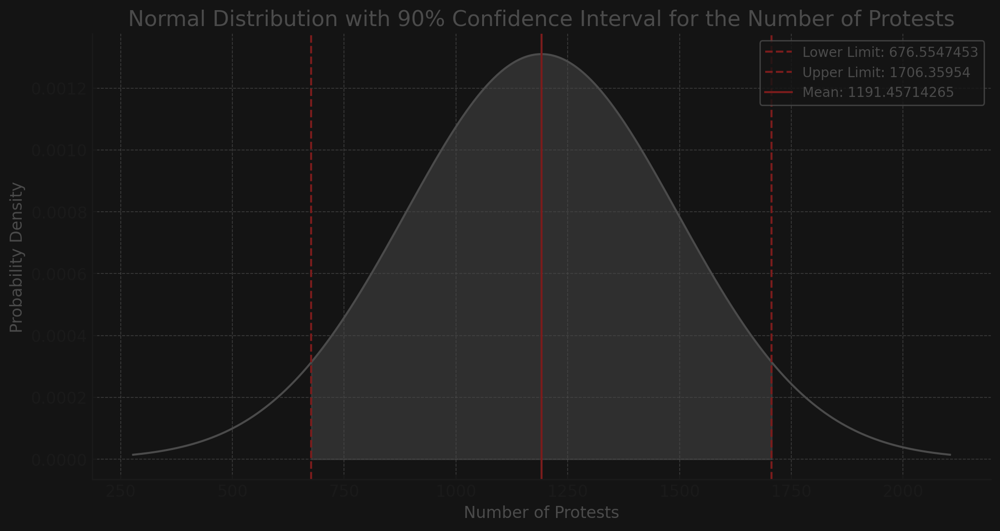 Normal Distribution with 90% Confidence Interval for the Number of Protests
Lower Limit: 676.5547453
Upper Limit: 1706.35954
Mean: 1191.45714265
Probability Density
0.0012
0.0010
0.0008
0.0006
0.0004
0.0002
0.0000
250 500 750 1000 1250 1500 1750 2000
Number of Protests